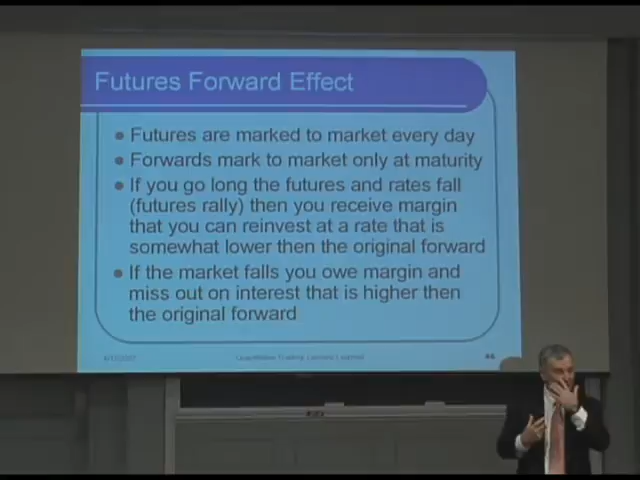 Futures Forward Effect
Futures are marked to market every day
Forwards mark to market only at maturity
If you go long the futures and rates fall
(futures rally) then you receive margin
that you can reinvest at a rate that is
somewhat lower then the original forward
If the market falls you owe margin and
miss out on interest that is higher then
the original forward